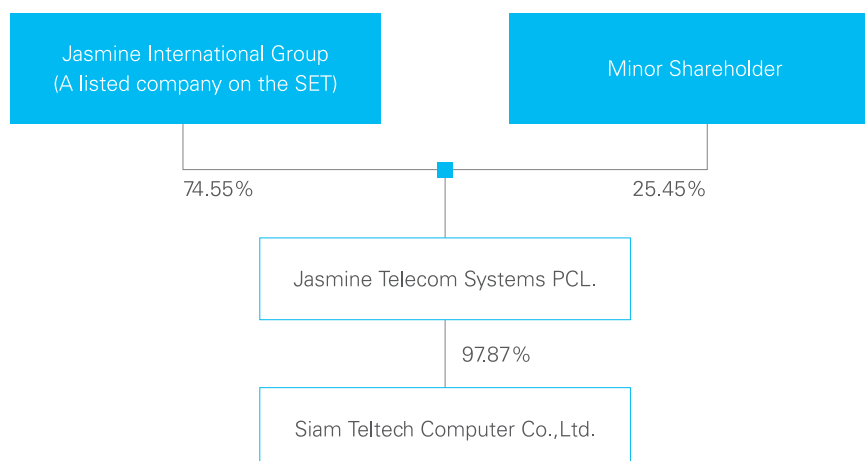 Jasmine International Group
(A listed company on the SET)
Minor Shareholder
74.55%
25.45%
Jasmine Telecom Systems PCL.
97.87%
Siam Teltech Computer Co.,Ltd.